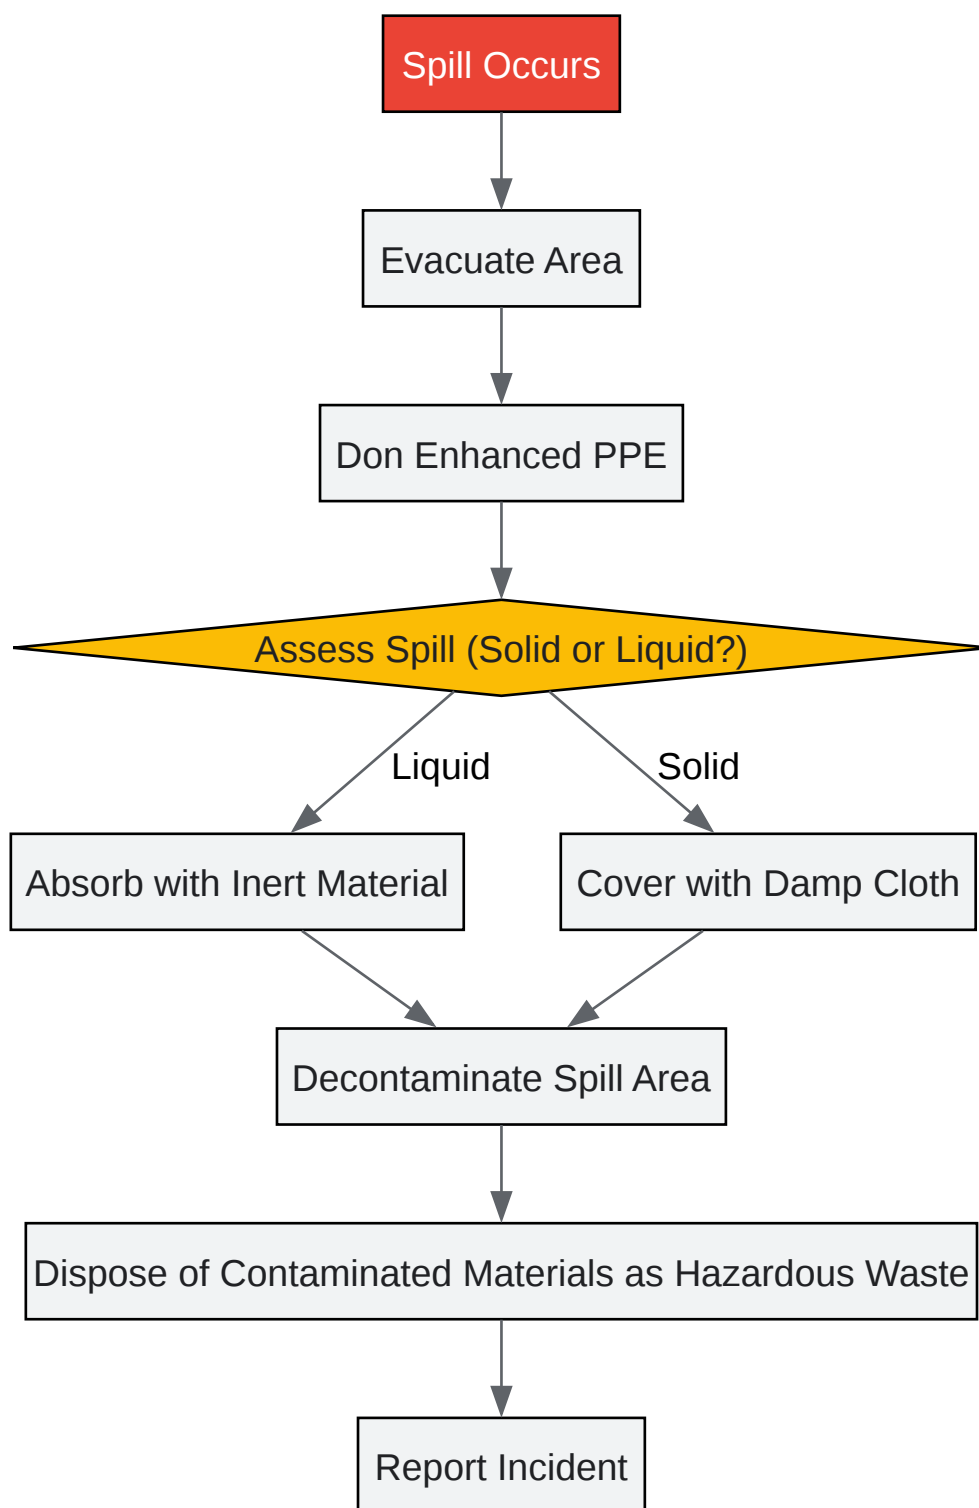 Spill Occurs
Evacuate Area
Don Enhanced PPE
Assess Spill (Solid or Liquid?)
Liquid
Solid
Absorb with Inert Material
Cover with Damp Cloth
Decontaminate Spill Area
Dispose of Contaminated Materials as Hazardous Waste
Report Incident